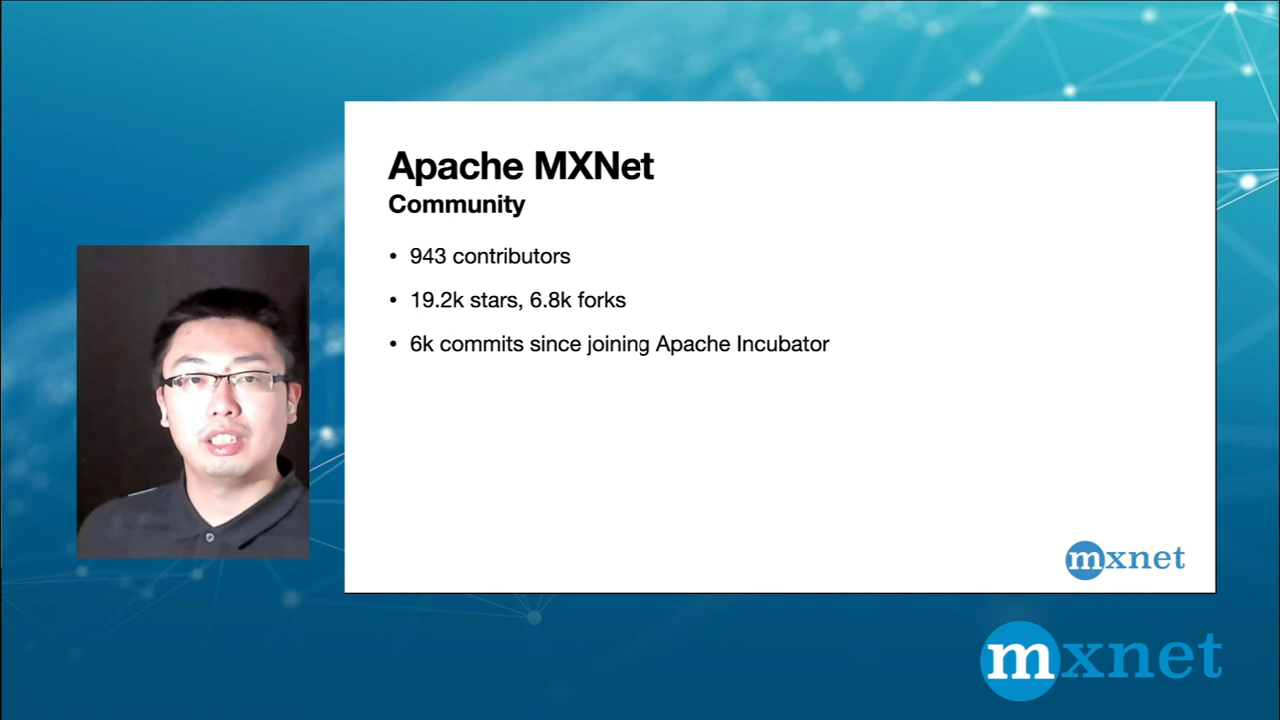 Apache MXNet
Community
• 943 contributors
• 19.2k stars, 6.8k forks
• 6k commits since joining Apache Incubator
mxnet
mxnet